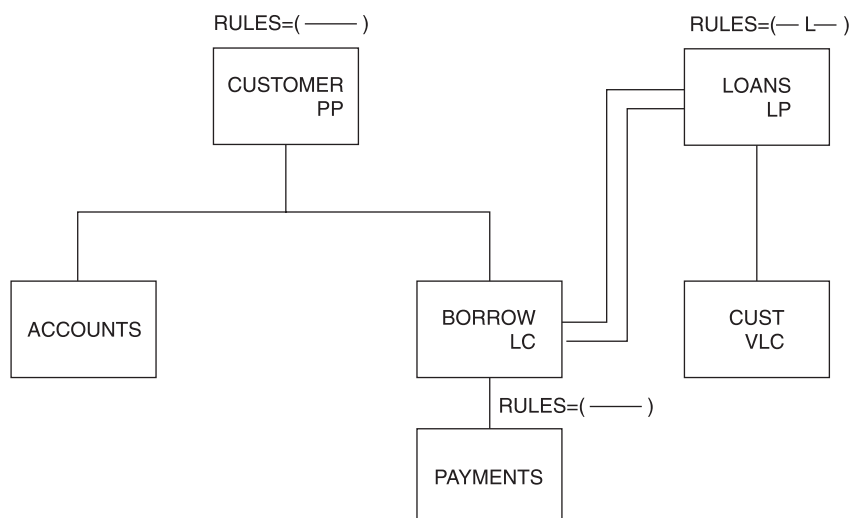 RULES=( —— )
CUSTOMER
PP
RULES=(— L— )
LOANS
LP
ACCOUNTS
BORROW
LC
CUST
VLC
RULES=( —— )
PAYMENTS